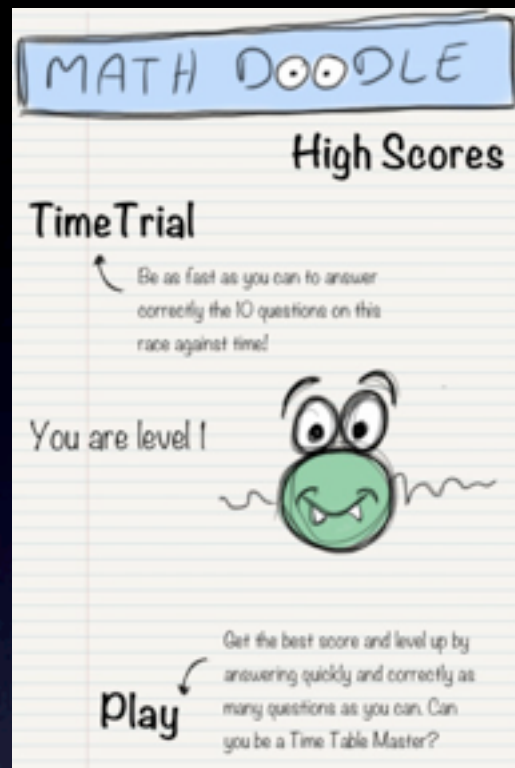 MATH DOODLE
High Scores
TimeTrial
Be as fast as you can to answer
correctly the 10 questions on this
race against time!
You are level 1
Get the best score and level up by
answering quickly and correctly as
many questions as you can. Can
you be a Time Table Master?
Play